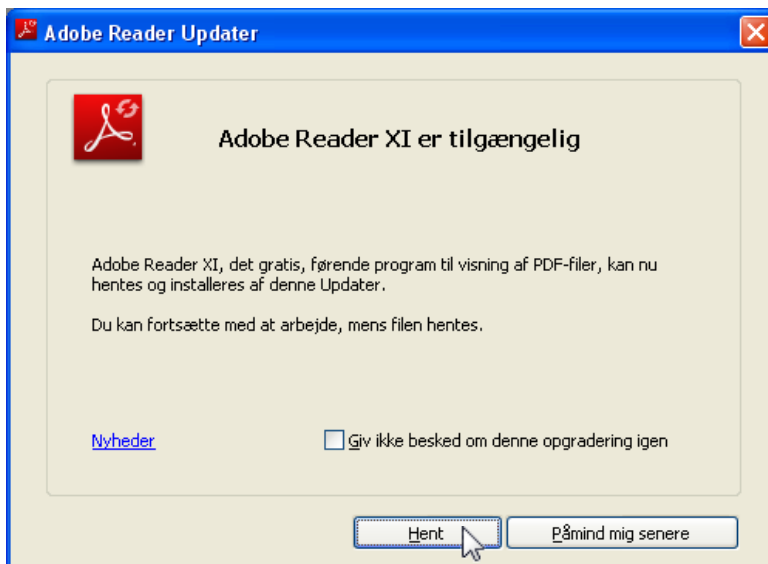 Adobe Reader Updater
Adobe Reader XI er tilgængelig
Adobe Reader XI, det gratis, førende program til visning af PDF-filer, kan nu
hentes og installeres af denne Updater.
Du kan fortsætte med at arbejde, mens filen hentes.
Nyheder
Giv ikke besked om denne opgradering igen
Hent
Påmind mig senere